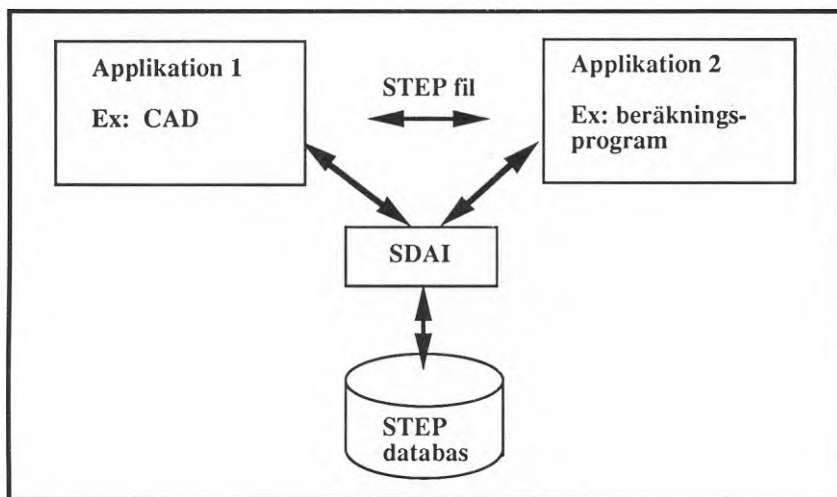 Applikation 1
Ex: CAD
STEP fil
Applikation 2
Ex: beräknings-
program
SDAI
STEP
databas